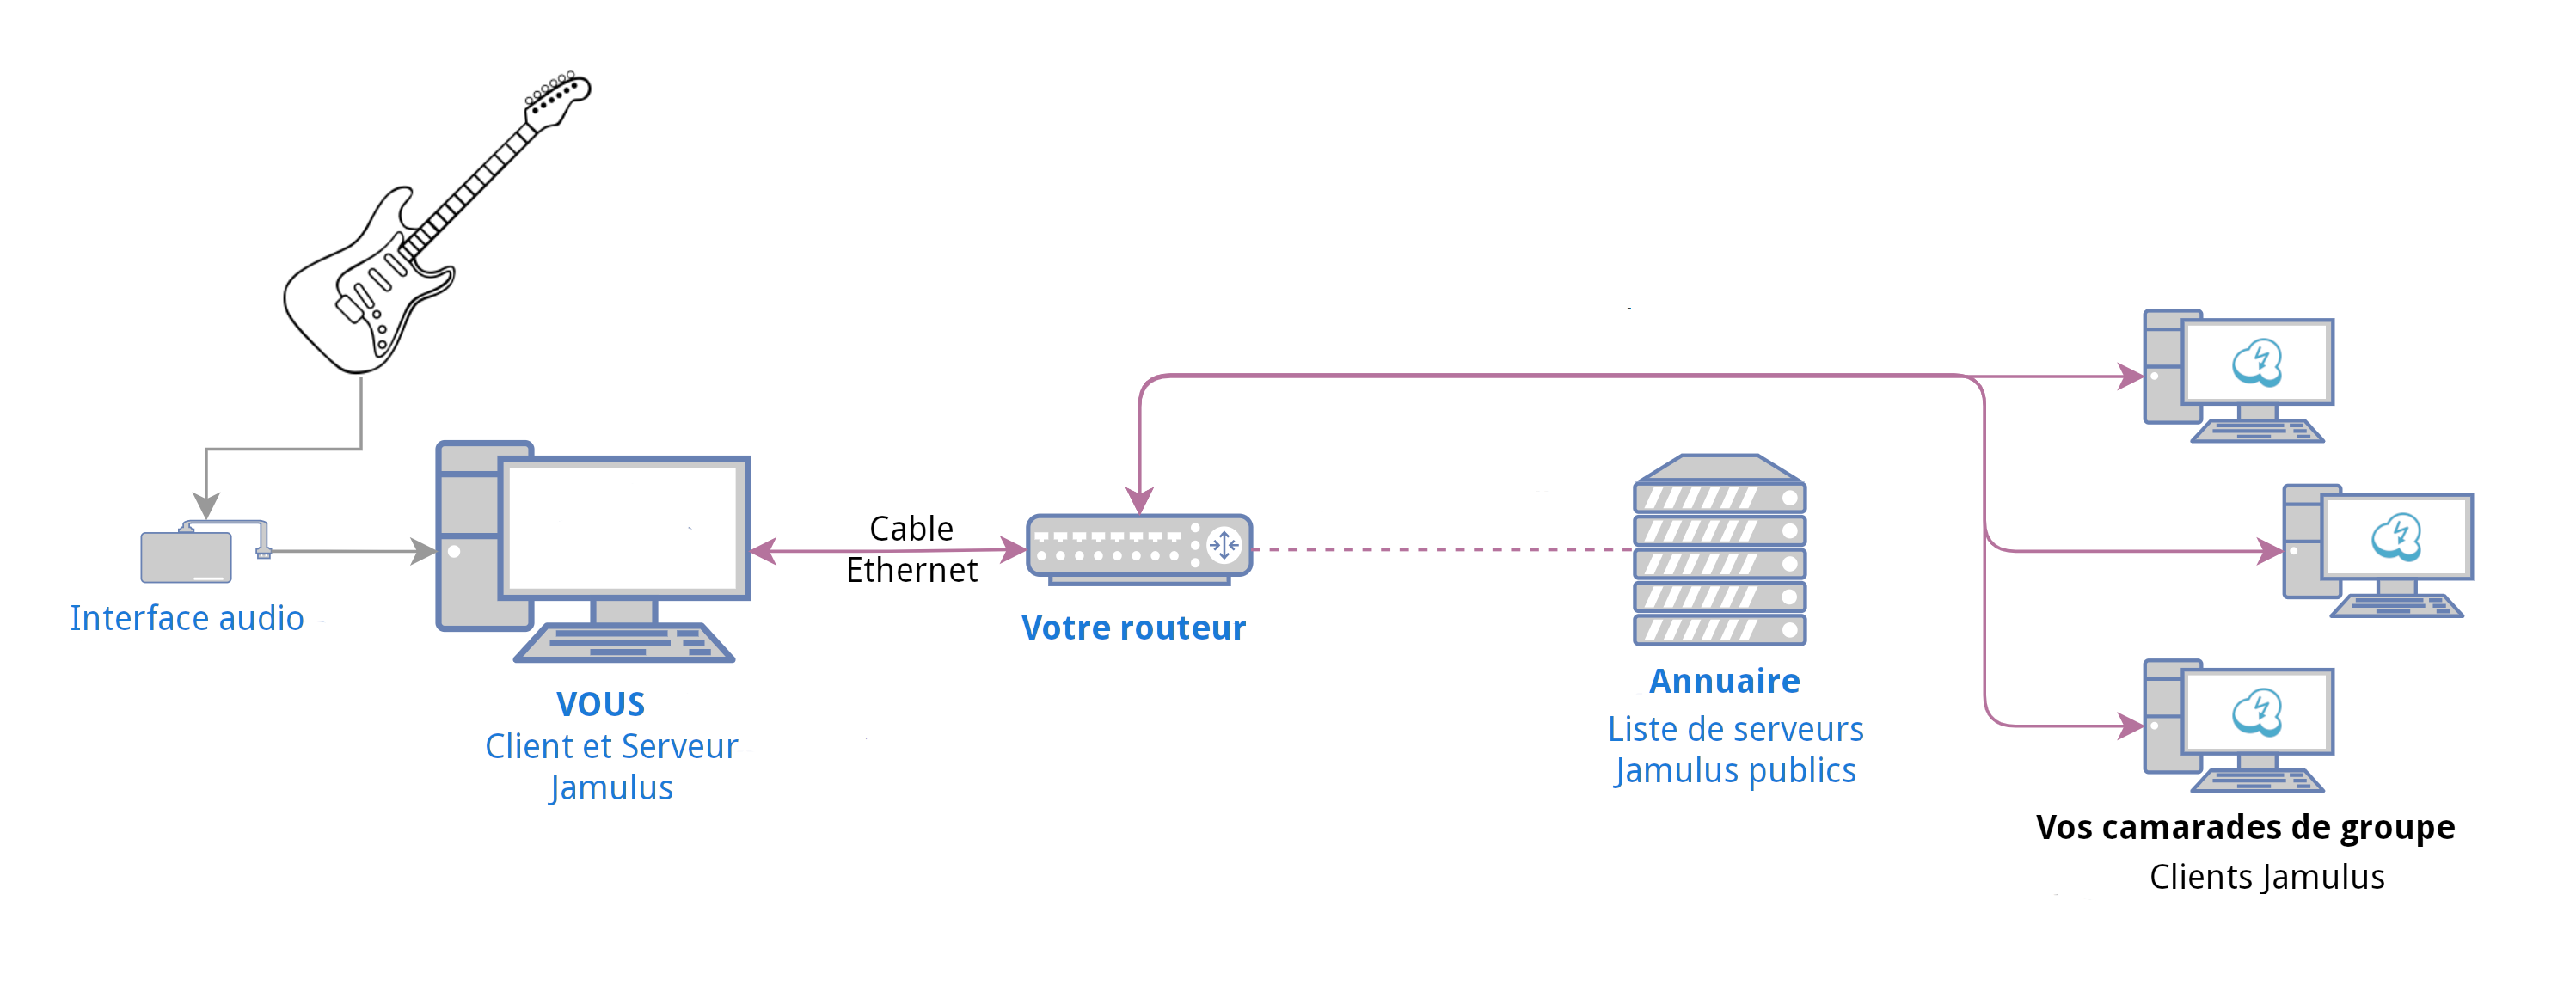 Cable
Ethernet
Interface audio
Votre routeur
VOUS
Client et Serveur
Jamulus
Annuaire
Liste de serveurs
Jamulus publics
Vos camarades de groupe
Clients Jamulus